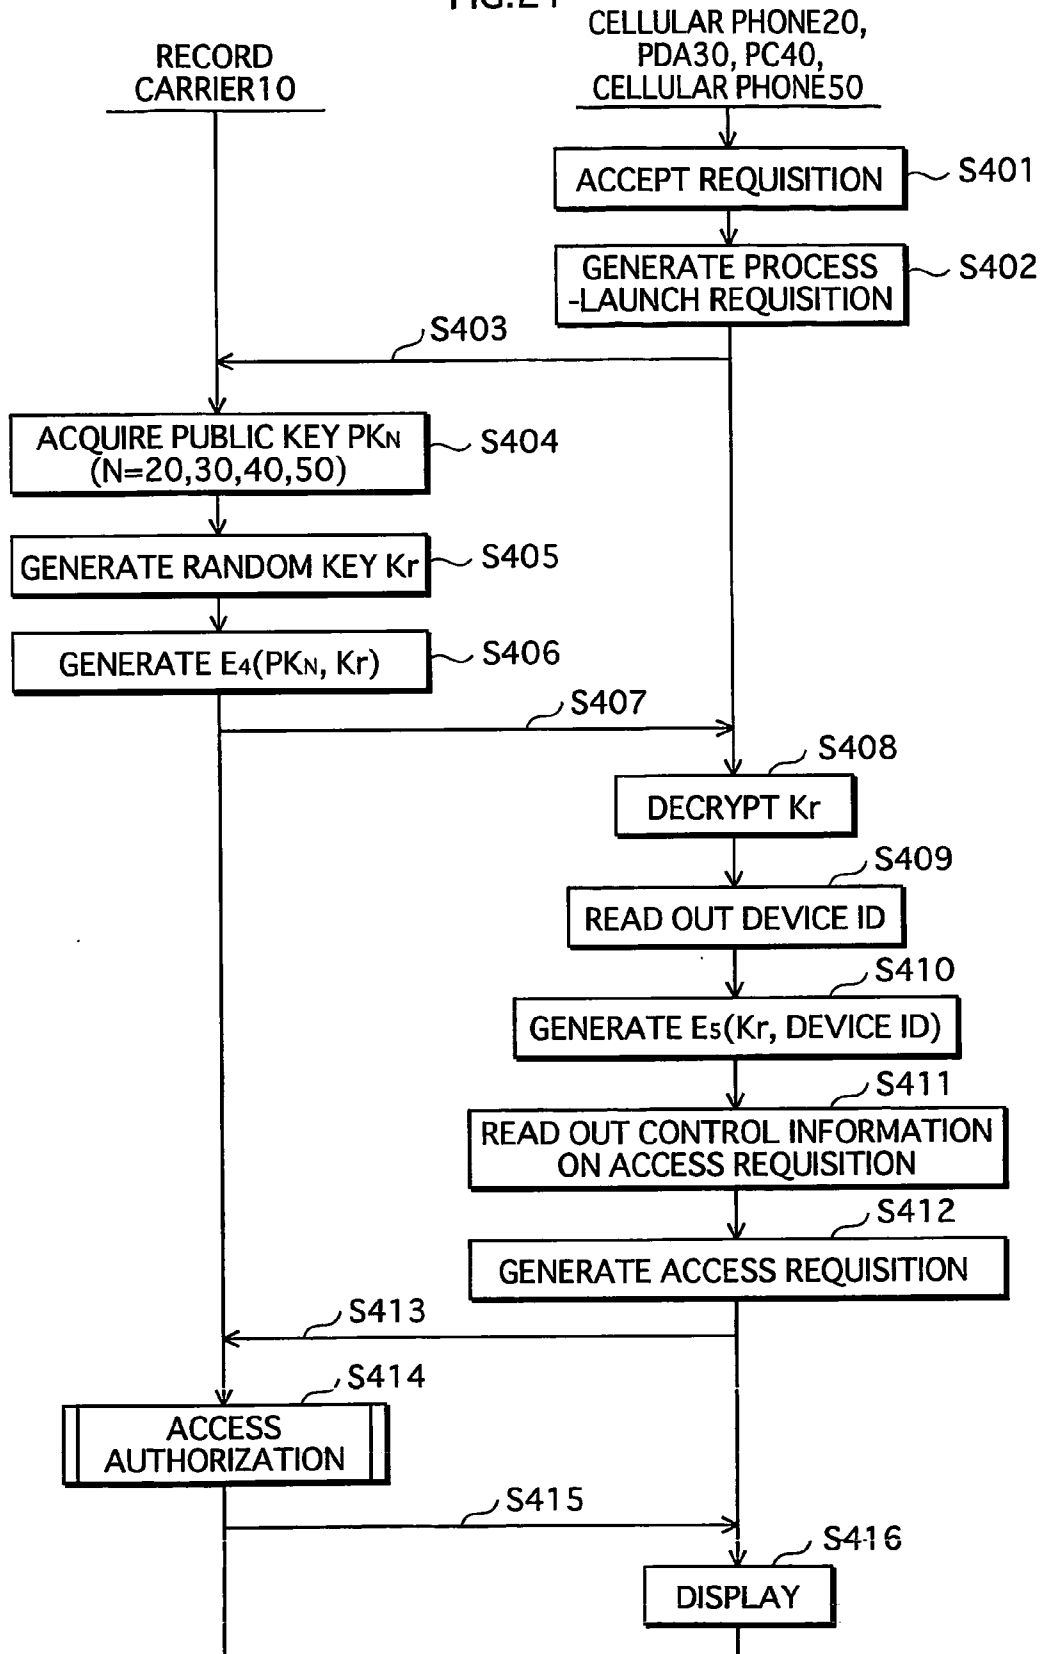 RECORD
CARRIER10
CELLULAR PHONE20,
PDA30, PC40,
CELLULAR PHONE50
ACCEPT REQUISITION
S401
GENERATE PROCESS
-LAUNCH REQUISITION
S402
S403
ACQUIRE PUBLIC KEY PKN
(N=20,30,40,50)
S404
GENERATE RANDOM KEY Kr
S405
GENERATE E4(PKN, Kr)
S406
S407
S408
DECRYPT Kr
S409
READ OUT DEVICE ID
S410
GENERATE E5(Kr, DEVICE ID)
S411
READ OUT CONTROL INFORMATION
ON ACCESS REQUISITION
S412
GENERATE ACCESS REQUISITION
S413
S414
ACCESS
AUTHORIZATION
S415
S416
DISPLAY